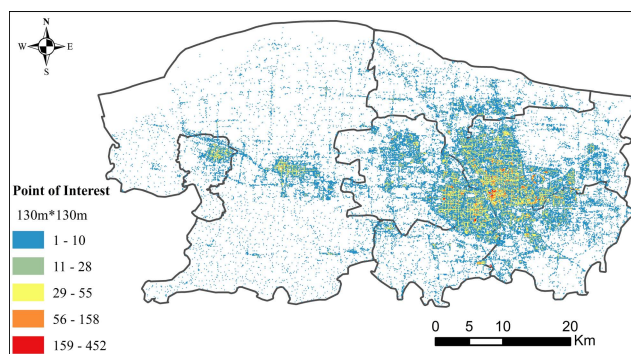 N
W E
S
Point of Interest
130m*130m
1 - 10
11 - 28
29 - 55
56 - 158
159 - 452
0 5 10 20
Km